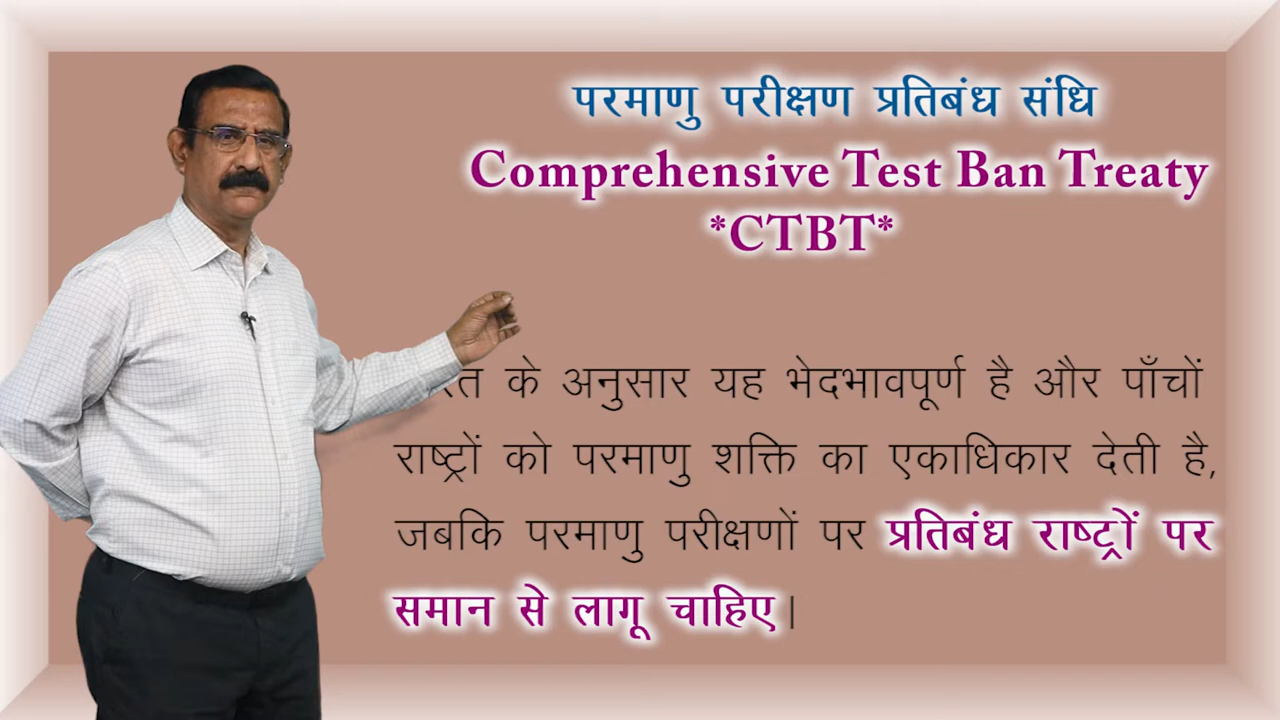 परमाणु परीक्षण प्रतिबंध संधि
Comprehensive Test Ban Treaty
*CTBT*
के अनुसार यह भेदभावपूर्ण है और पाँचों
राष्ट्रों को परमाणु शक्ति का एकाधिकार देती है,
जबकि परमाणु परीक्षणों पर प्रतिबंध राष्ट्रों पर
समान से लागू चाहिए|